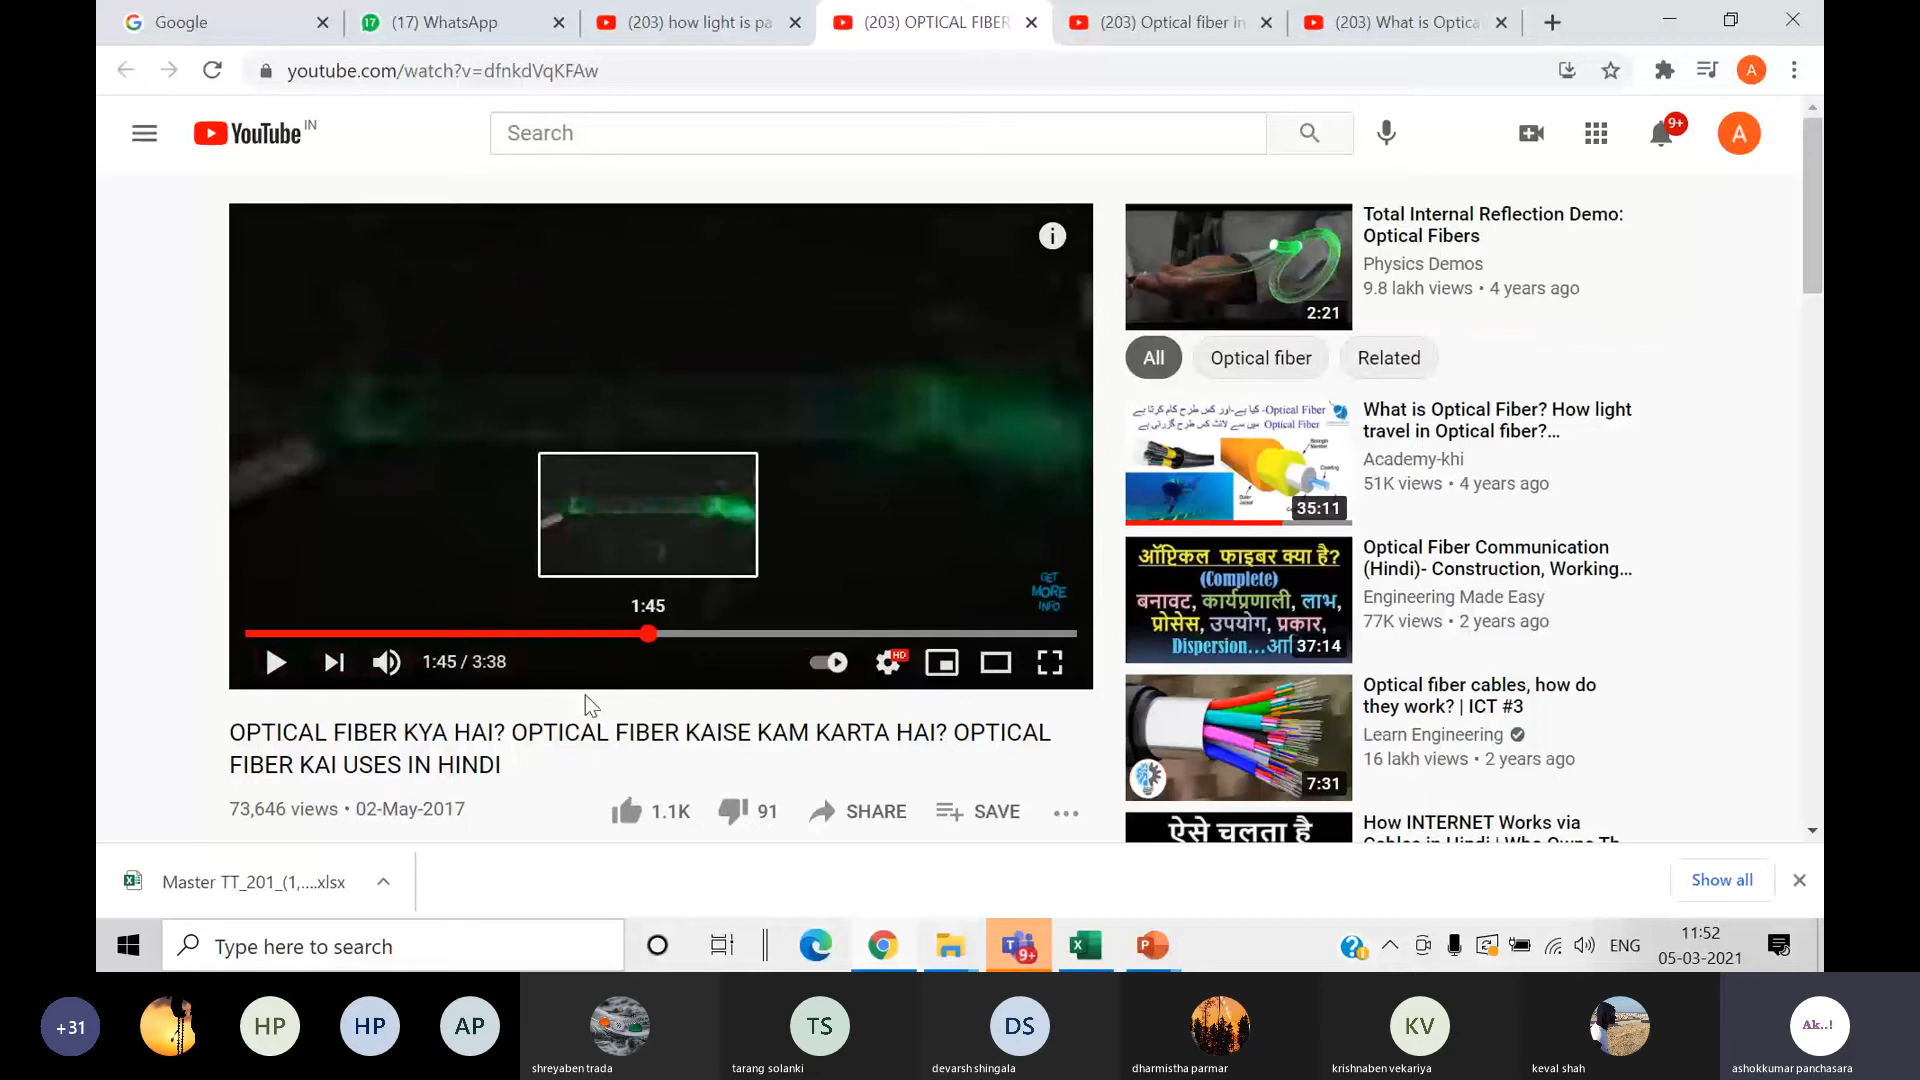 Google
(17) WhatsApp
(203) how light is pa
(203) OPTICAL FIBER
(203) Optical fiber in
(203) What is Optica
youtube.com/watch?v=dfnkdVqKFAw
A
YouTube IN
Search
9+
A
i
GET
MORE
INFO
1:45
1:45 / 3:38
HD
OPTICAL FIBER KYA HAI? OPTICAL FIBER KAISE KAM KARTA HAI? OPTICAL
FIBER KAI USES IN HINDI
73,646 views • 02-May-2017
1.1K
91
SHARE
SAVE
2:21
Total Internal Reflection Demo:
Optical Fibers
Physics Demos
9.8 lakh views • 4 years ago
All
Optical fiber
Related
35:11
What is Optical Fiber? How light
travel in Optical fiber?...
Academy-khi
51K views • 4 years ago
ऑप्टिकल फाइबर क्या है?
(Complete)
बनावट, कार्यप्रणाली, लाभ,
प्रोसेस, उपयोग, प्रकार,
Dispersion...
37:14
Optical Fiber Communication
(Hindi)- Construction, Working...
Engineering Made Easy
77K views • 2 years ago
7:31
Optical fiber cables, how do
they work? | ICT #3
Learn Engineering
16 lakh views • 2 years ago
ऐसे चलता है
How INTERNET Works via
Master TT_201_(1,....xlsx
Show all
Type here to search
9+
ENG
11:52
05-03-2021
+31
HP
HP
AP
shreyaben trada
TS
tarang solanki
DS
devarsh shingala
dharmistha parmar
KV
krishnaben vekariya
keval shah
Ak..!
ashokkumar panchasara